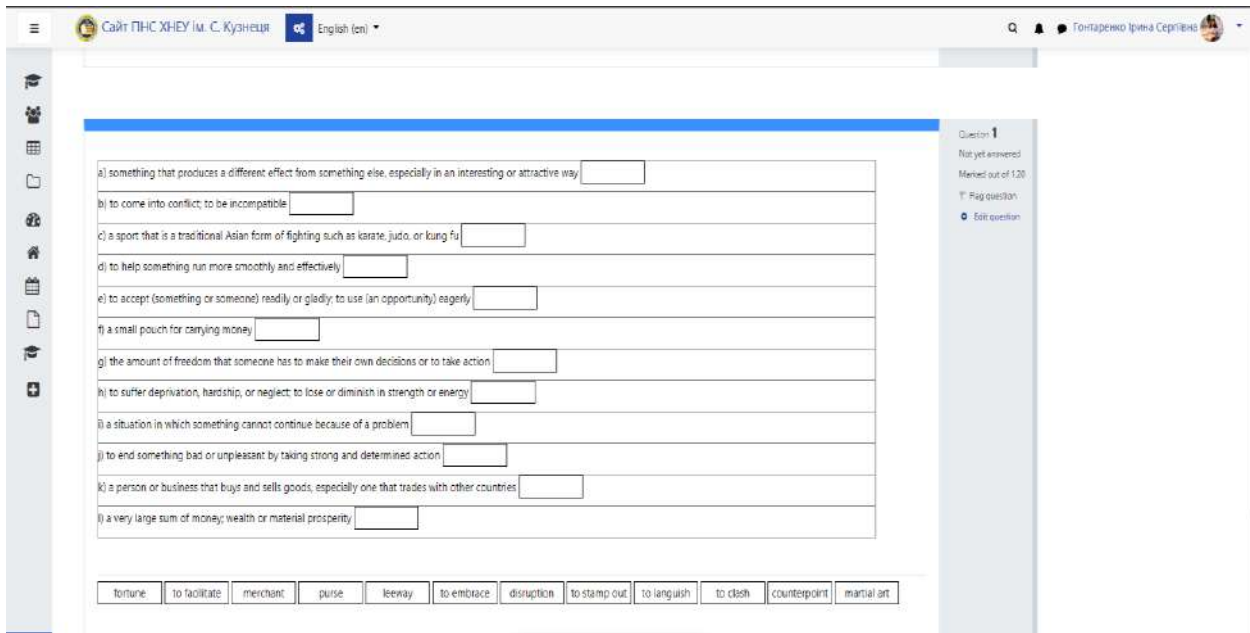 Сайт ПНС ХНЕУ ім. С. Кузнеця English (en) Гонтаренко Ірина Сергіївна
Question 1
Not yet answered
Marked out of 1.20
Flag question
Edit question
a) something that produces a different effect from something else, especially in an interesting or attractive way
b) to come into conflict; to be incompatible
c) a sport that is a traditional Asian form of fighting such as karate, judo, or kung fu
d) to help something run more smoothly and effectively
e) to accept (something or someone) readily or gladly; to use (an opportunity) eagerly
f) a small pouch for carrying money
g) the amount of freedom that someone has to make their own decisions or to take action
h) to suffer deprivation, hardship, or neglect; to lose or diminish in strength or energy
i) a situation in which something cannot continue because of a problem
j) to end something bad or unpleasant by taking strong and determined action
k) a person or business that buys and sells goods, especially one that trades with other countries
l) a very large sum of money; wealth or material prosperity
fortune to facilitate merchant purse leeway to embrace disruption to stamp out to languish to clash counterpoint martial art